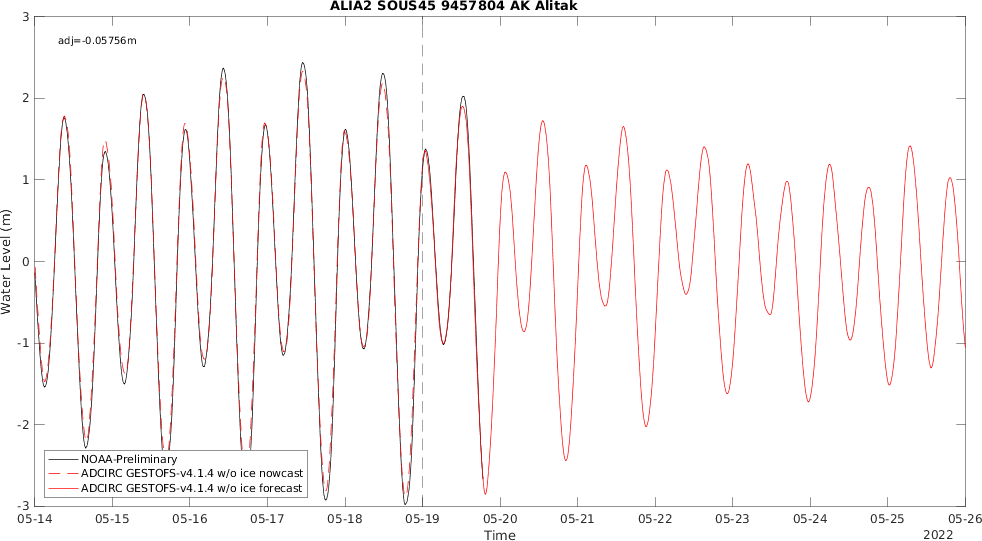 ALIA2 SOUS45 9457804 AK Alitak
adj=-0.05756m
3
2
1
0
-1
-2
-3
Water Level (m)
NOAA-Preliminary
ADCIRC GESTOFS-v4.1.4 w/o ice nowcast
ADCIRC GESTOFS-v4.1.4 w/o ice forecast
05-14 05-15 05-16 05-17 05-18 05-19 05-20 05-21 05-22 05-23 05-24 05-25 05-26
Time
2022